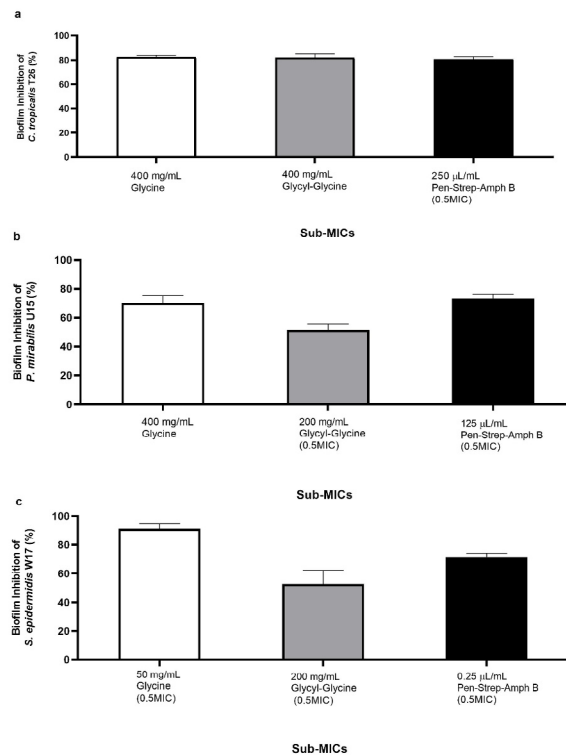 a
Biofilm Inhibition of
C. tropicalis T26 (%)
100
80
60
40
20
0
400 mg/mL
Glycine
400 mg/mL
Glycyl-Glycine
250 µL/mL
Pen-Strep-Amph B
(0.5MIC)
Sub-MICs
b
Biofilm Inhibition of
P. mirabilis U15 (%)
100
80
60
40
20
0
400 mg/mL
Glycine
200 mg/mL
Glycyl-Glycine
(0.5MIC)
125 µL/mL
Pen-Strep-Amph B
(0.5MIC)
Sub-MICs
c
Biofilm Inhibition of
S. epidermidis W17 (%)
100
80
60
40
20
0
50 mg/mL
Glycine
(0.5MIC)
200 mg/mL
Glycyl-Glycine
(0.5MIC)
0.25 µL/mL
Pen-Strep-Amph B
(0.5MIC)
Sub-MICs